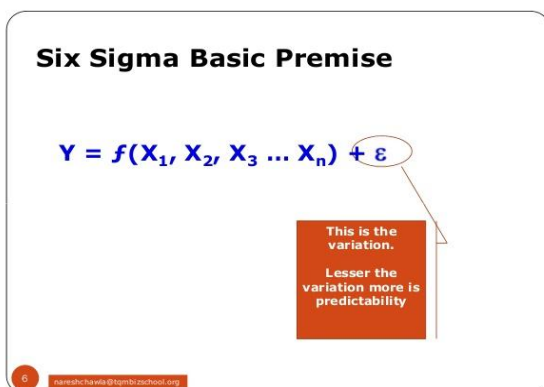 Six Sigma Basic Premise
Y = ƒ(X₁, X₂, X₃ ... Xₙ) + ε
This is the
variation.
Lesser the
variation more is
predictability
6
nareshchawla@tqmbizschool.org